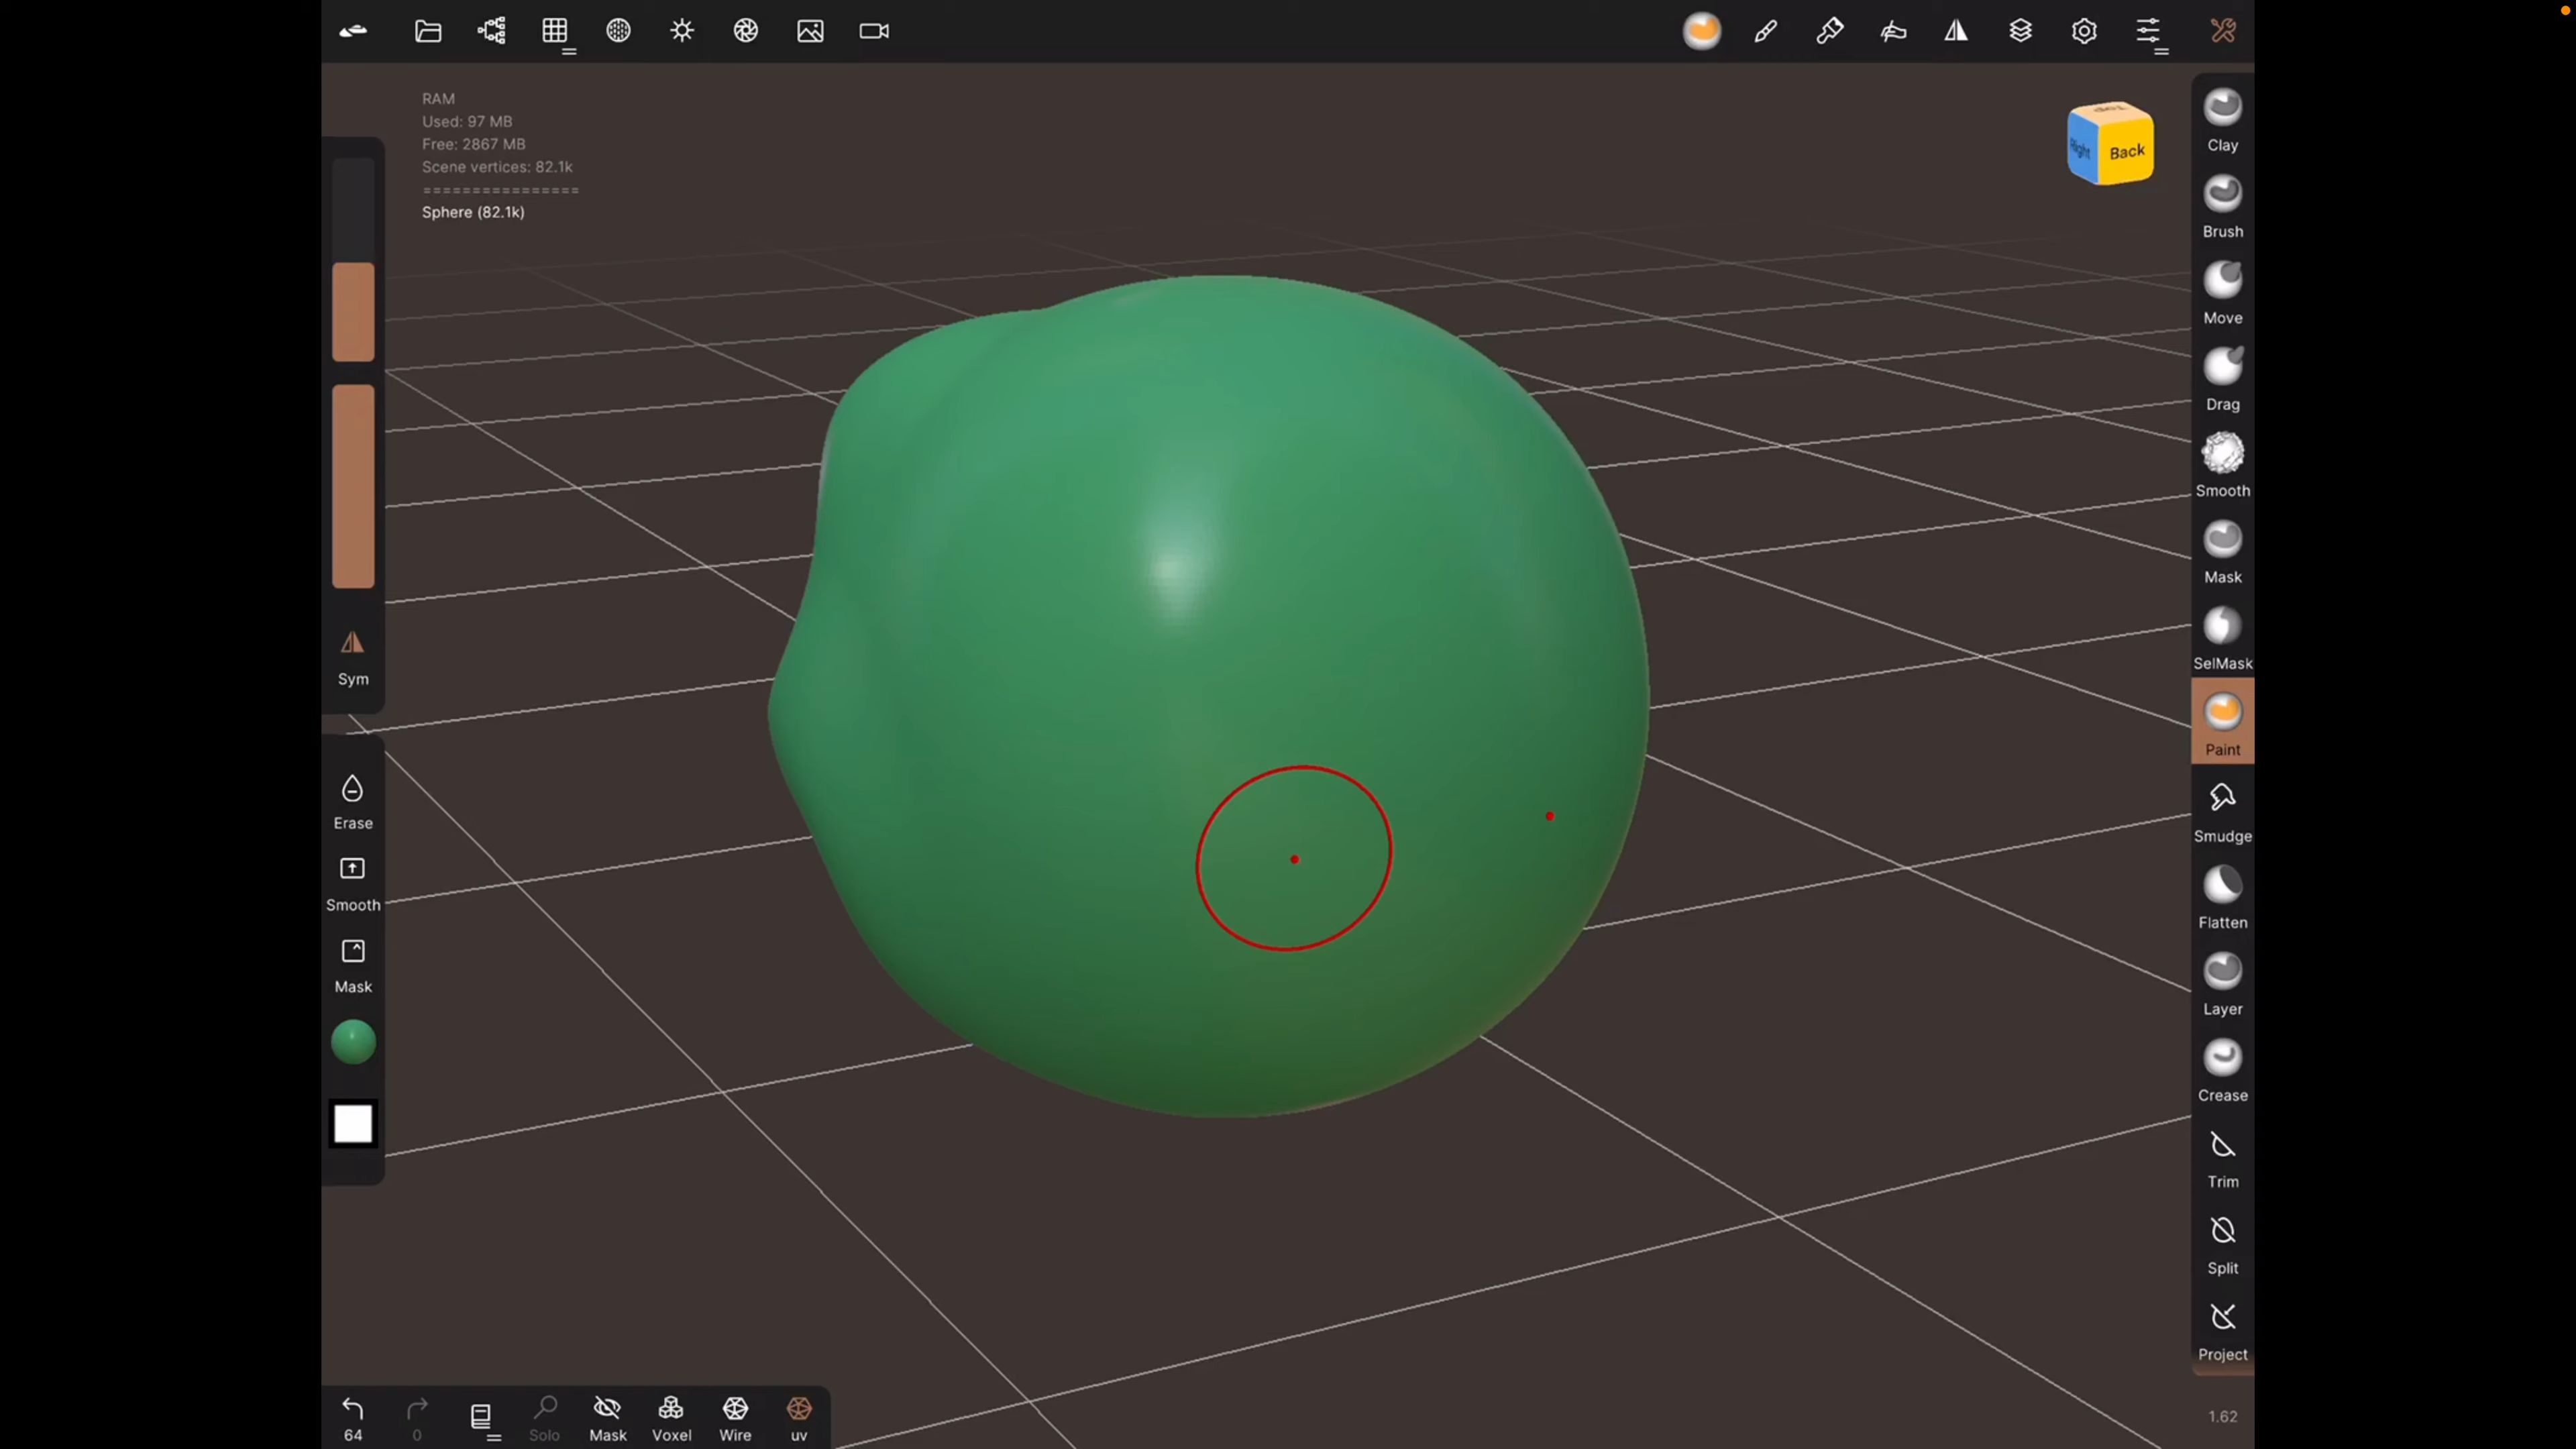 RAM
Used: 97 MB
Free: 2867 MB
Scene vertices: 82.1k
================
Sphere (82.1k)
Top
Right
Back
Sym
Erase
Smooth
Mask
Clay
Brush
Move
Drag
Smooth
Mask
SelMask
Paint
Smudge
Flatten
Layer
Crease
Trim
Split
Project
1.62
64
0
Solo
Mask
Voxel
Wire
uv